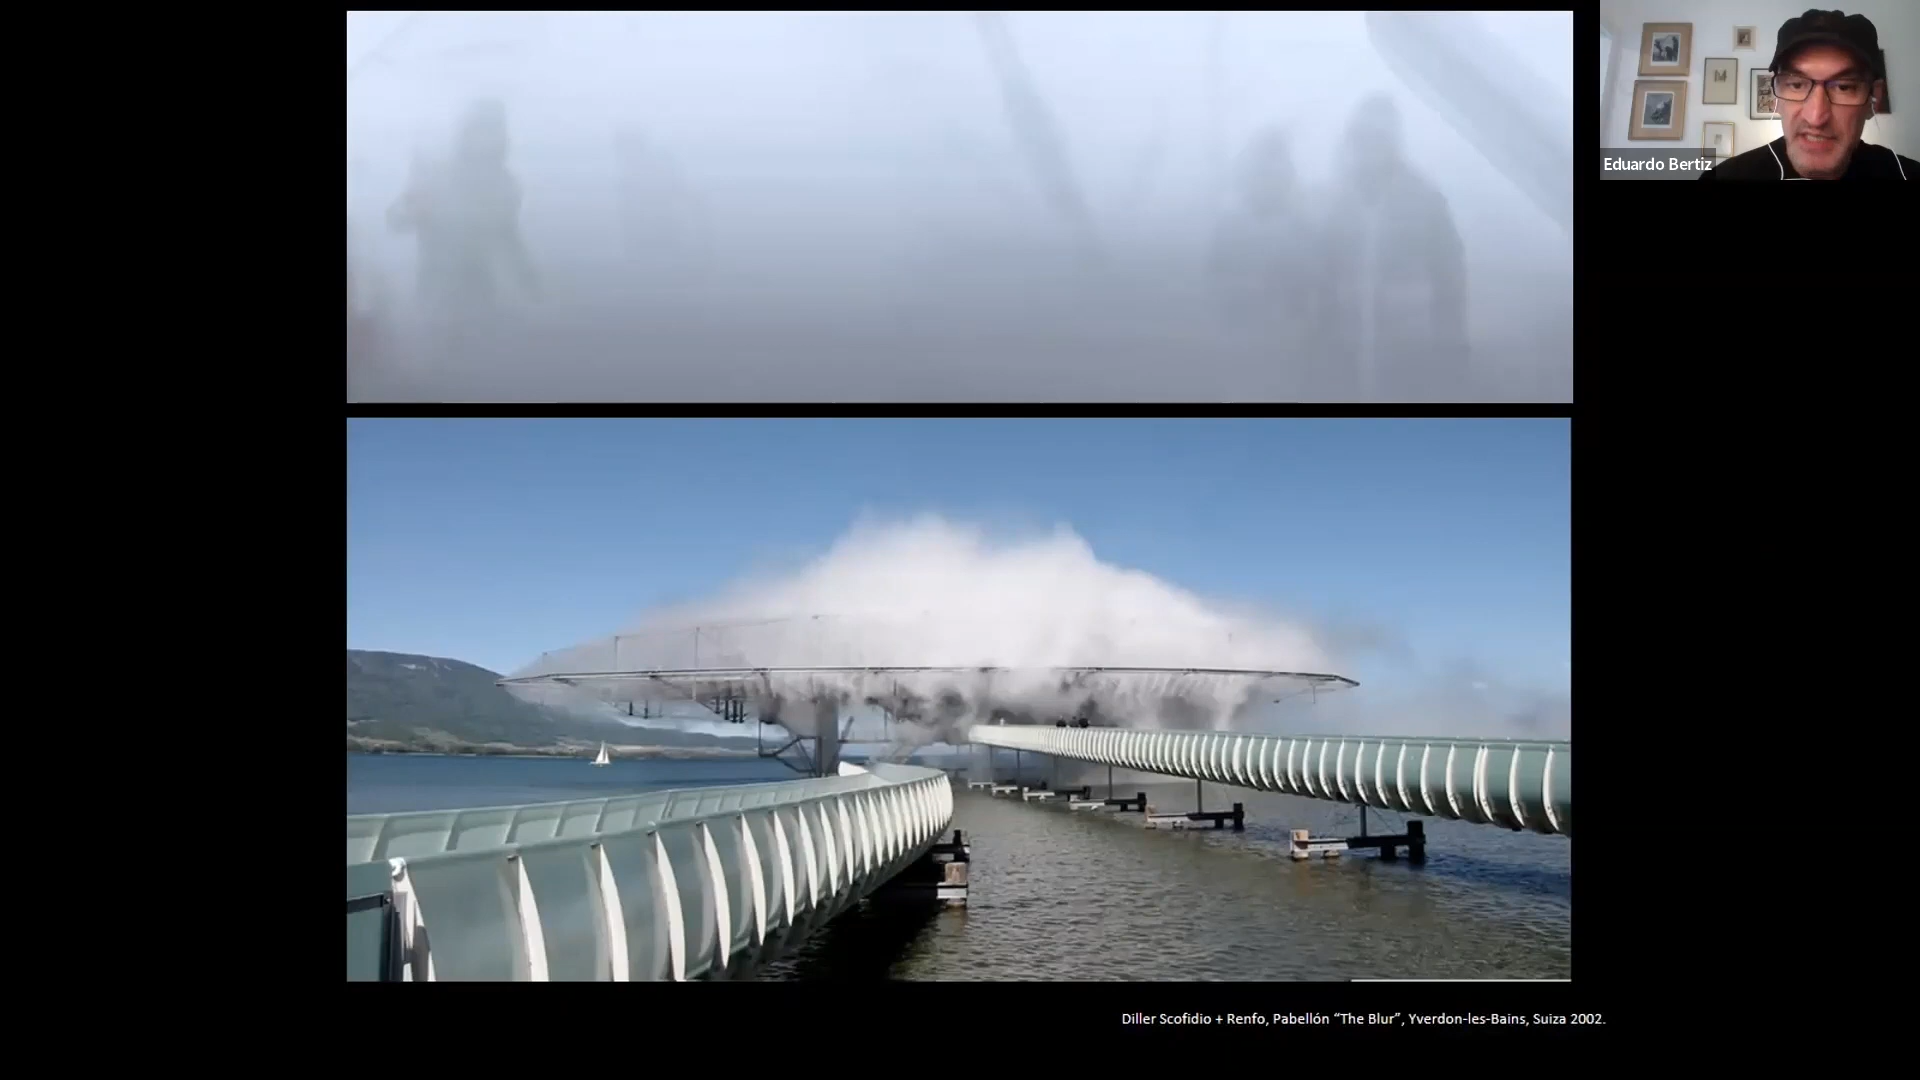 Eduardo Bertiz
Diller Scofidio + Renfo, Pabellón “The Blur”, Yverdon-les-Bains, Suiza 2002.